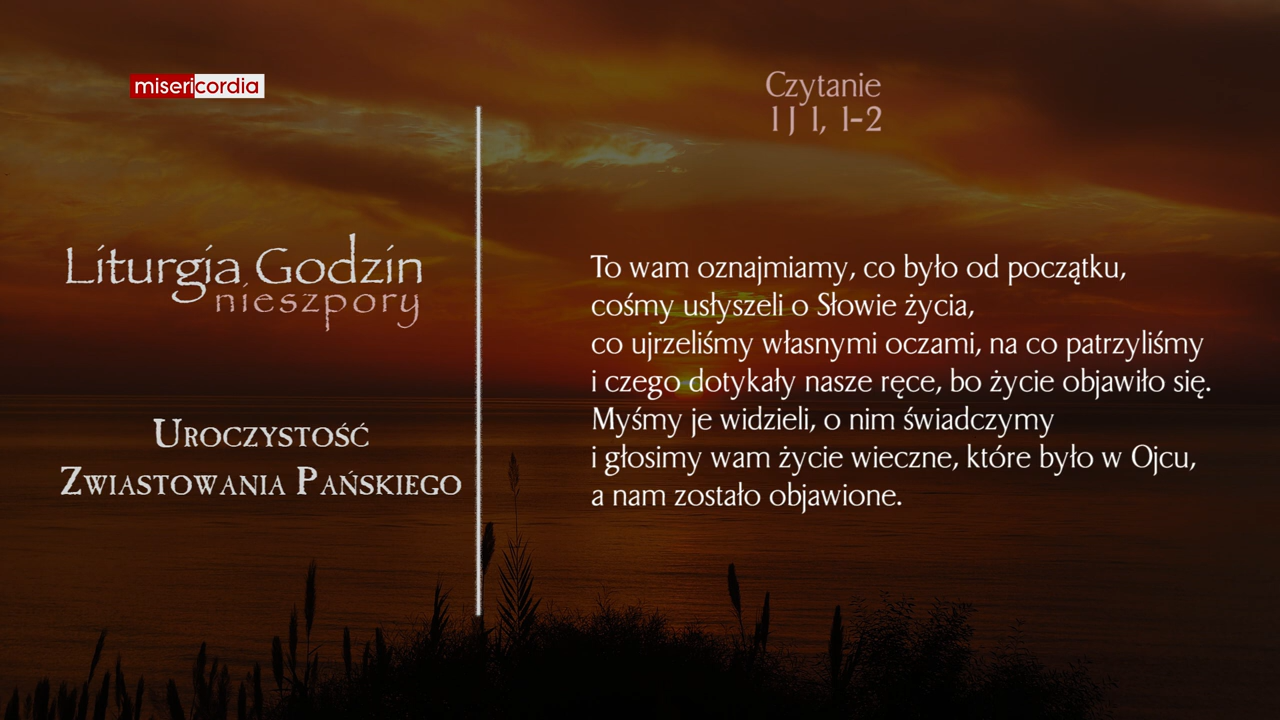 misericordia
Liturgia Godzin
nieszpory
Uroczystość
Zwiastowania Pańskiego
Czytanie
1 J 1, 1-2
To wam oznajmiamy, co było od początku,
cośmy usłyszeli o Słowie życia,
co ujrzeliśmy własnymi oczami, na co patrzyliśmy
i czego dotykały nasze ręce, bo życie objawiło się.
Myśmy je widzieli, o nim świadczymy
i głosimy wam życie wieczne, które było w Ojcu,
a nam zostało objawione.